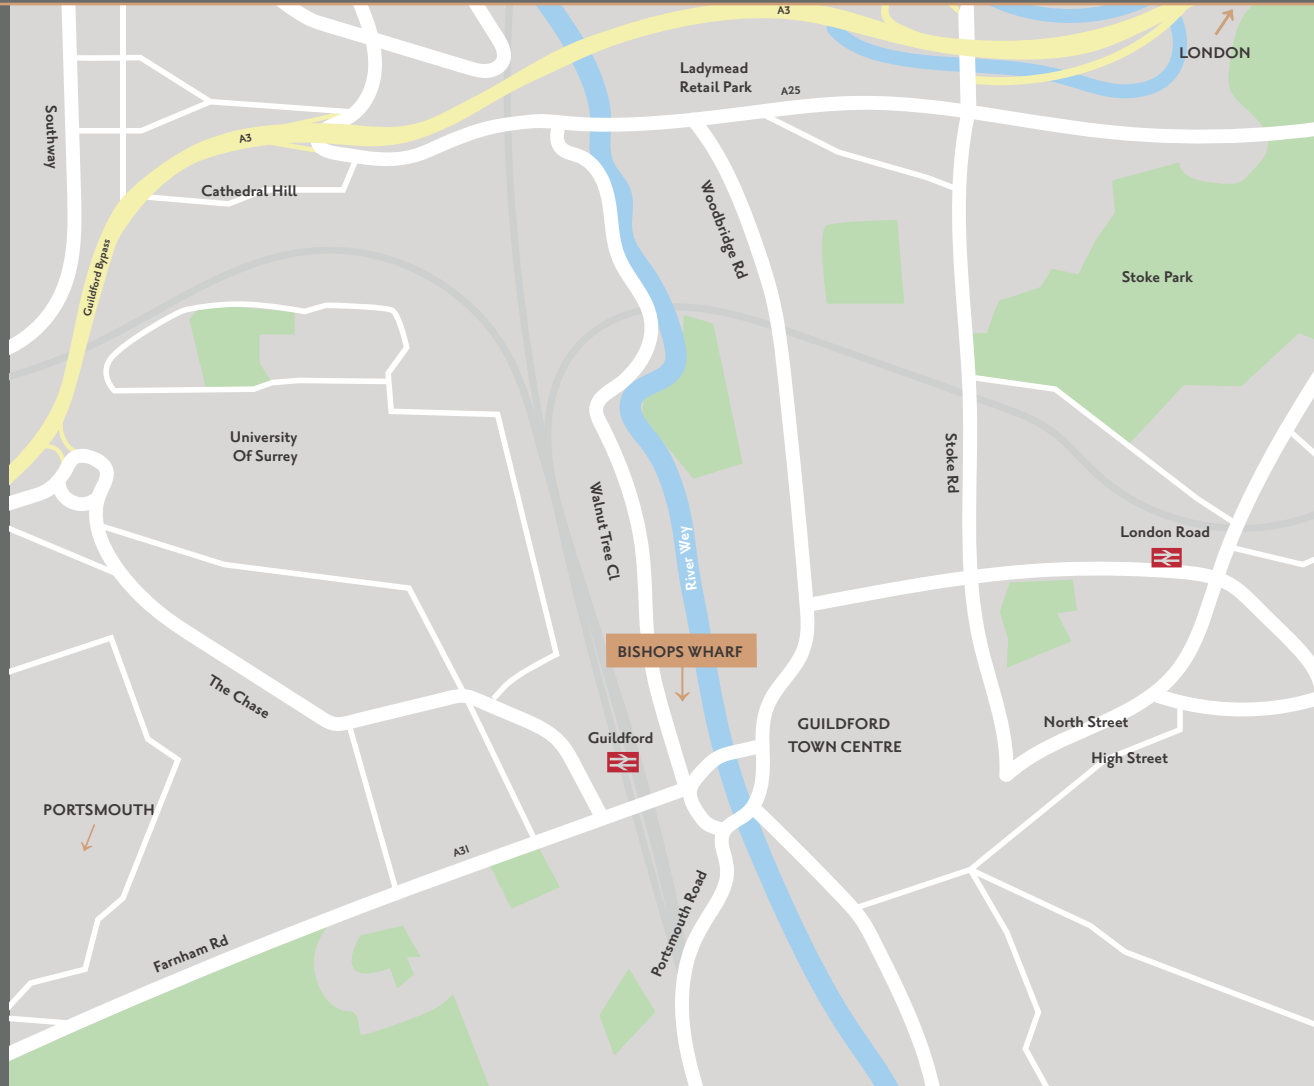 A3
LONDON
Ladymead
Retail Park
A25
Southway
A3
Cathedral Hill
Woodbridge Rd
Guildford Bypass
Stoke Park
University
Of Surrey
Stoke Rd
Walnut Tree Cl
River Wey
London Road
BISHOPS WHARF
The Chase
GUILDFORD
TOWN CENTRE
North Street
Guildford
High Street
PORTSMOUTH
A31
Portsmouth Road
Farnham Rd